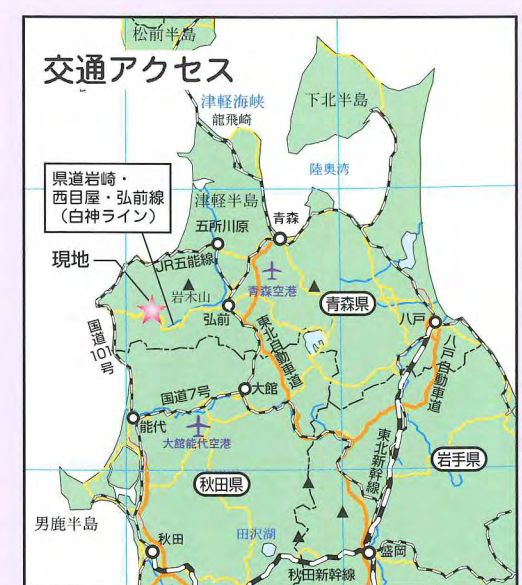 松前半島
交通アクセス
津軽海峡
龍飛崎
下北半島
陸奥湾
県道岩崎・
西目屋・弘前線
(白神ライン)
津軽半島
五所川原
青森
現地
JR五能線
岩木山
青森空港
青森県
弘前
八戸
国道101号
東北自動車道
八戸自動車道
国道7号
大館
能代
大館能代空港
東北新幹線
岩手県
秋田県
男鹿半島
秋田
田沢湖
盛岡
秋田新幹線